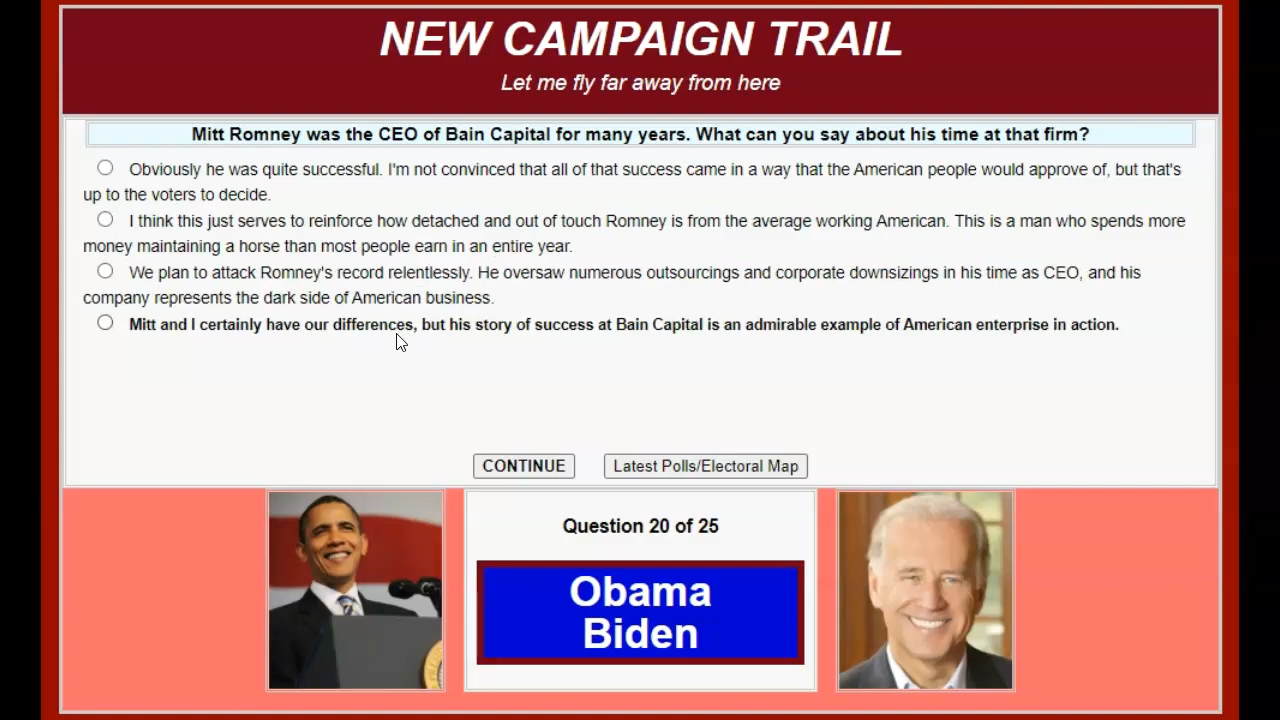 NEW CAMPAIGN TRAIL
Let me fly far away from here
Mitt Romney was the CEO of Bain Capital for many years. What can you say about his time at that firm?
Obviously he was quite successful. I'm not convinced that all of that success came in a way that the American people would approve of, but that's
up to the voters to decide.
I think this just serves to reinforce how detached and out of touch Romney is from the average working American. This is a man who spends more
money maintaining a horse than most people earn in an entire year.
We plan to attack Romney's record relentlessly. He oversaw numerous outsourcings and corporate downsizings in his time as CEO, and his
company represents the dark side of American business.
Mitt and I certainly have our differences, but his story of success at Bain Capital is an admirable example of American enterprise in action.
CONTINUE
Latest Polls/Electoral Map
Question 20 of 25
Obama
Biden